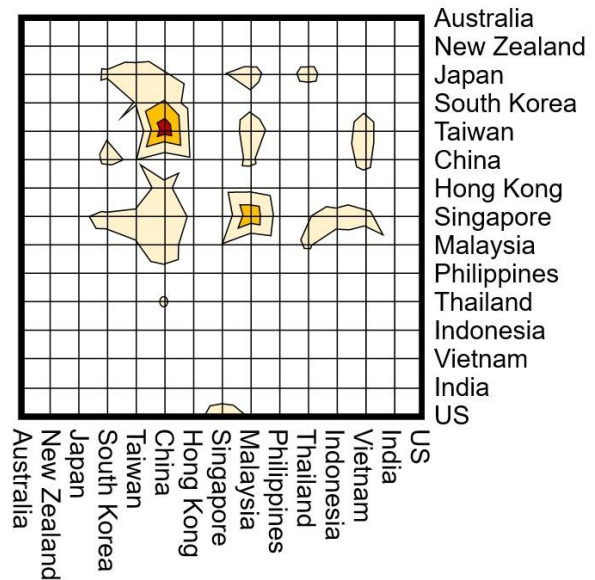 Australia
New Zealand
Japan
South Korea
Taiwan
China
Hong Kong
Singapore
Malaysia
Philippines
Thailand
Indonesia
Vietnam
India
US
Australia
New Zealand
Japan
South Korea
Taiwan
China
Hong Kong
Singapore
Malaysia
Philippines
Thailand
Indonesia
Vietnam
India
US